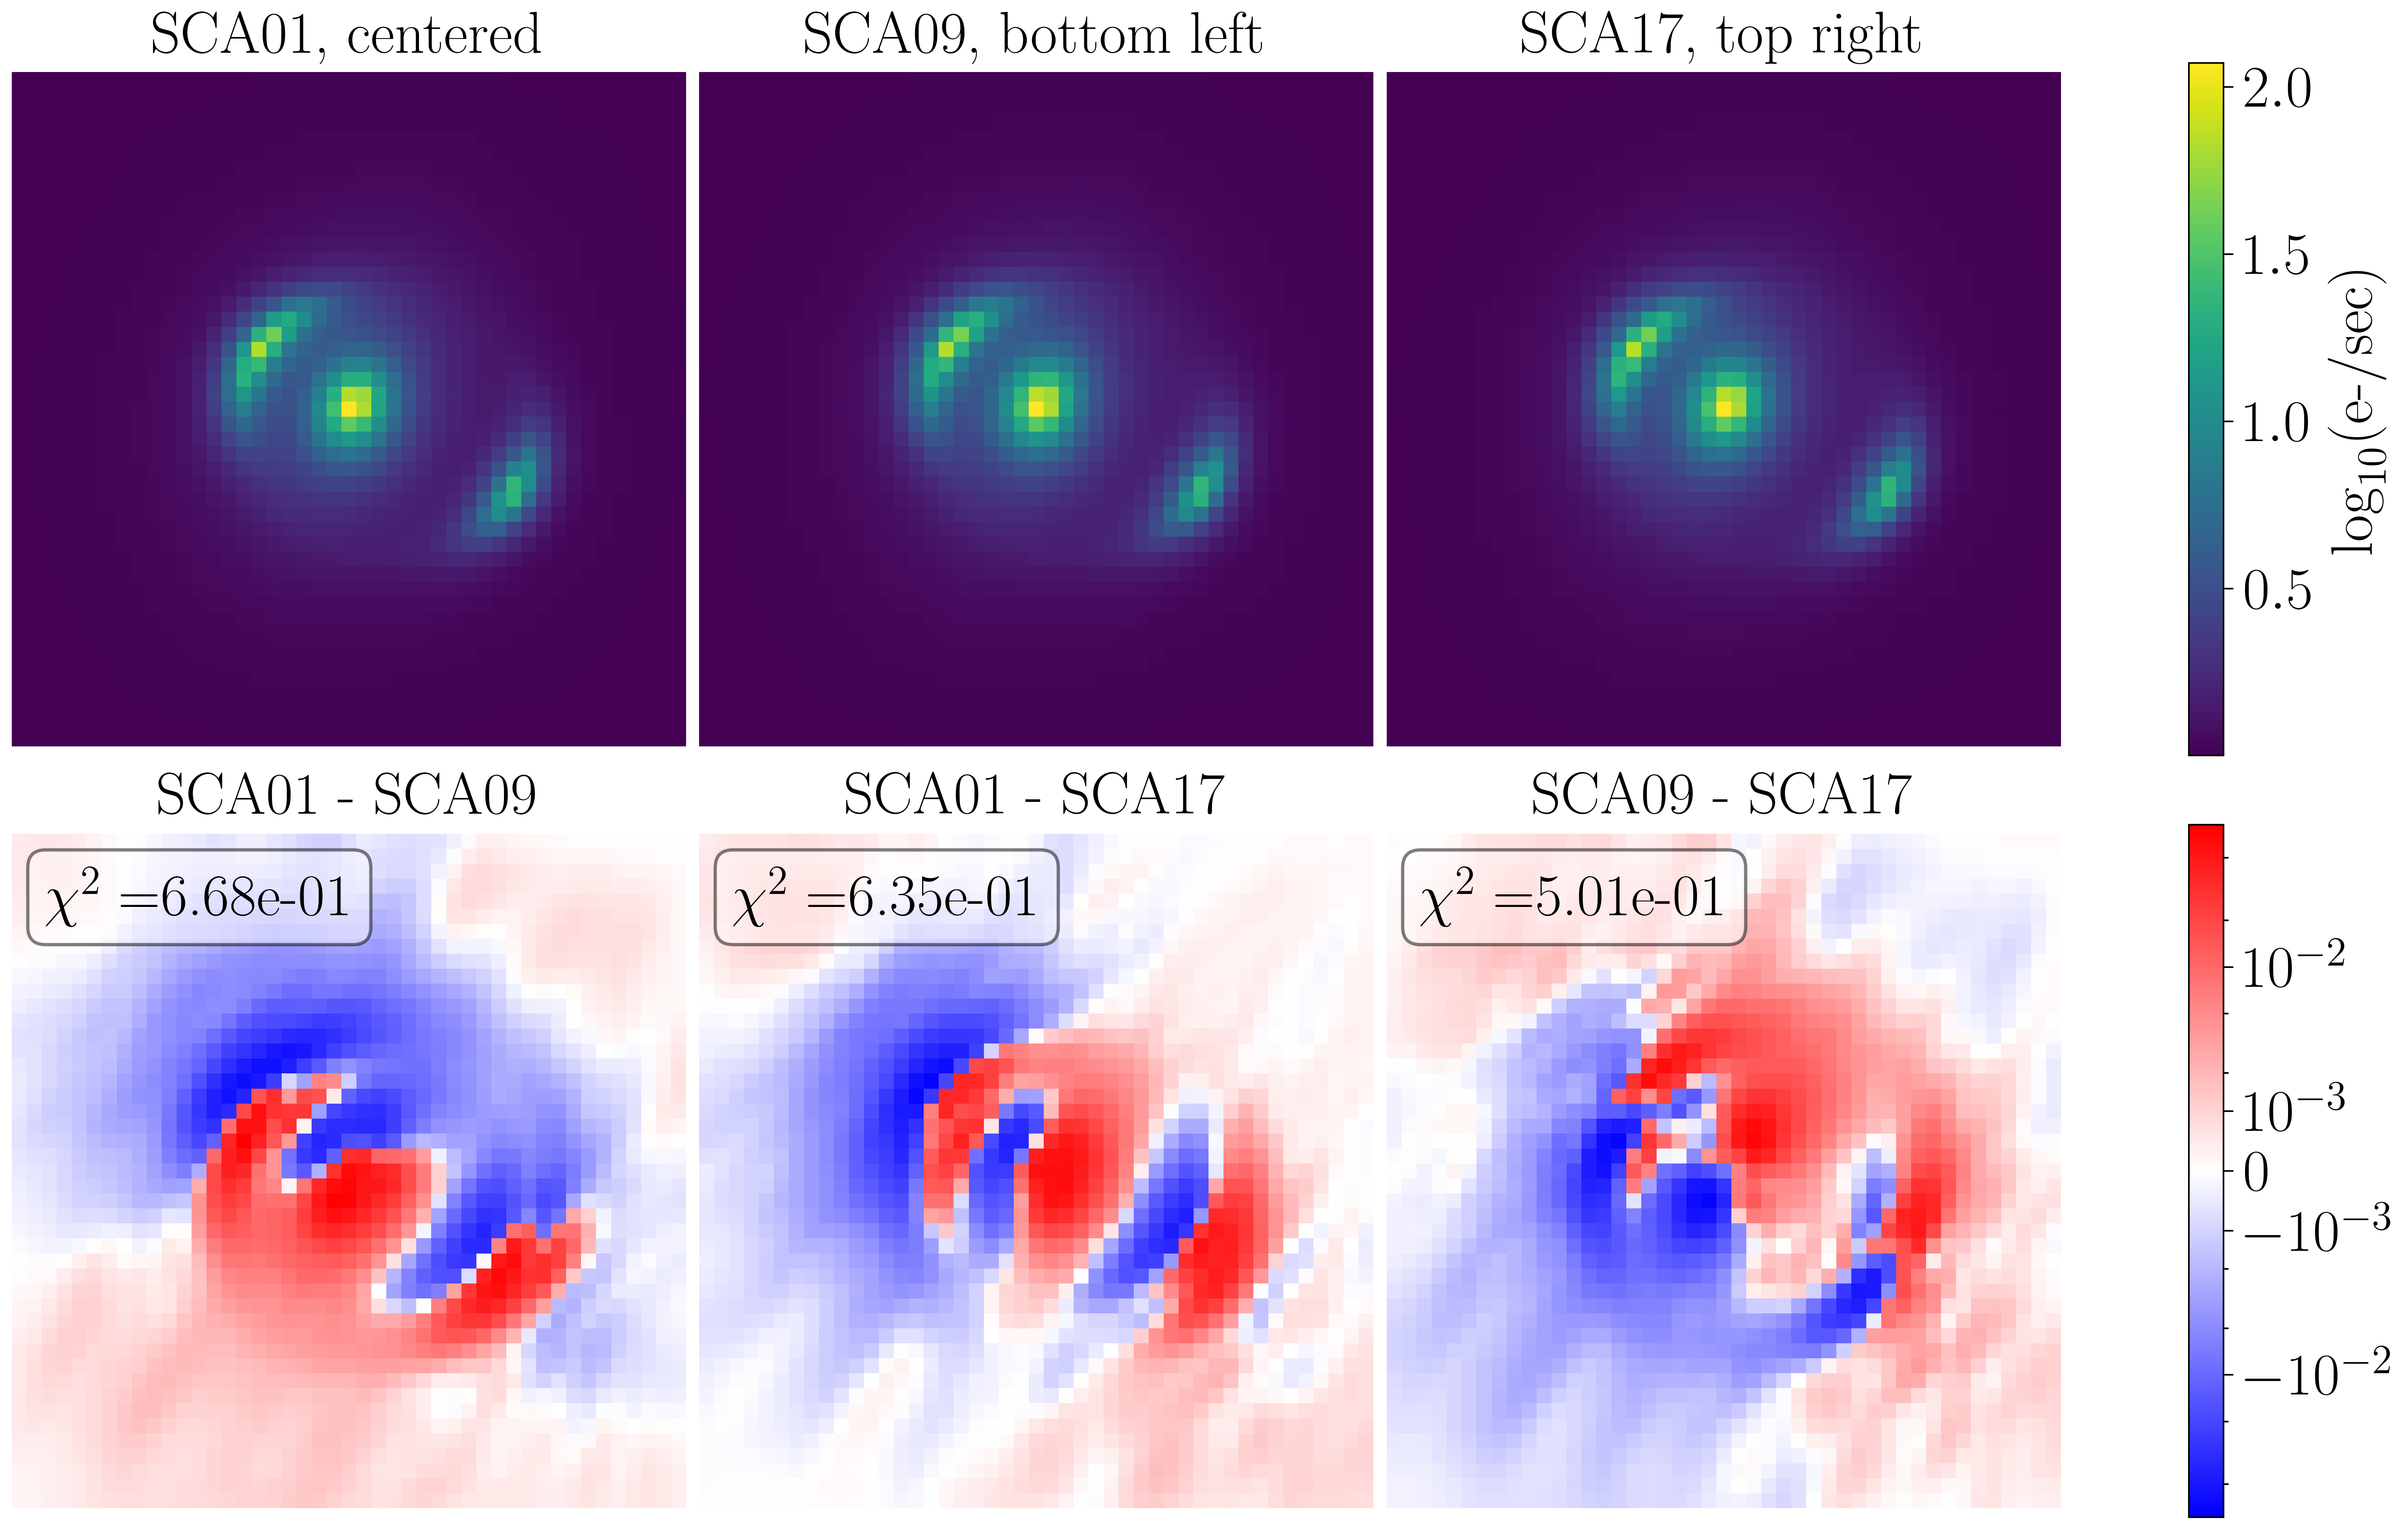 SCA01, centered
SCA09, bottom left
SCA17, top right
2.0
1.5
1.0
0.5
log₁₀(e-/sec)
SCA01 - SCA09
SCA01 - SCA17
SCA09 - SCA17
χ² =6.68e-01
χ² =6.35e-01
χ² =5.01e-01
10⁻²
10⁻³
0
−10⁻³
−10⁻²